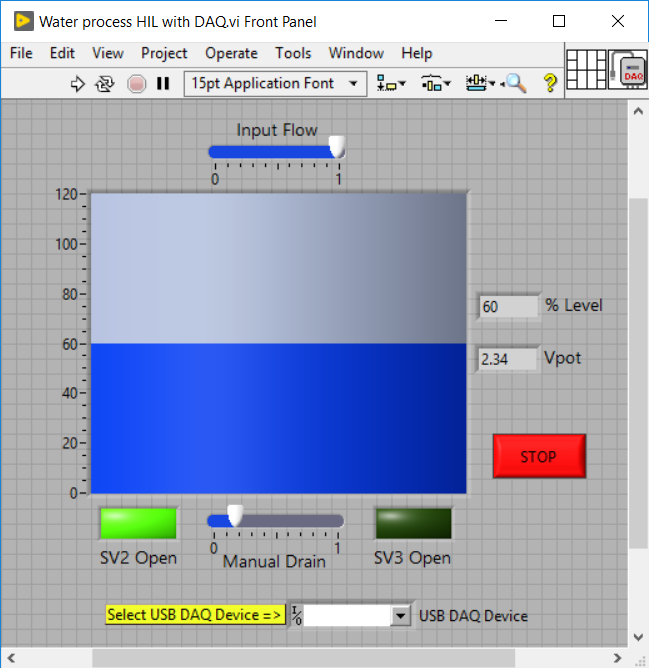 Water process HIL with DAQ.vi Front Panel
File Edit View Project Operate Tools Window Help
15pt Application Font
?
DAQ
Input Flow
0 1
120
100
80
60
40
20
0
60 % Level
2.34 Vpot
STOP
SV2 Open
0 1
Manual Drain
SV3 Open
Select USB DAQ Device => I/O USB DAQ Device